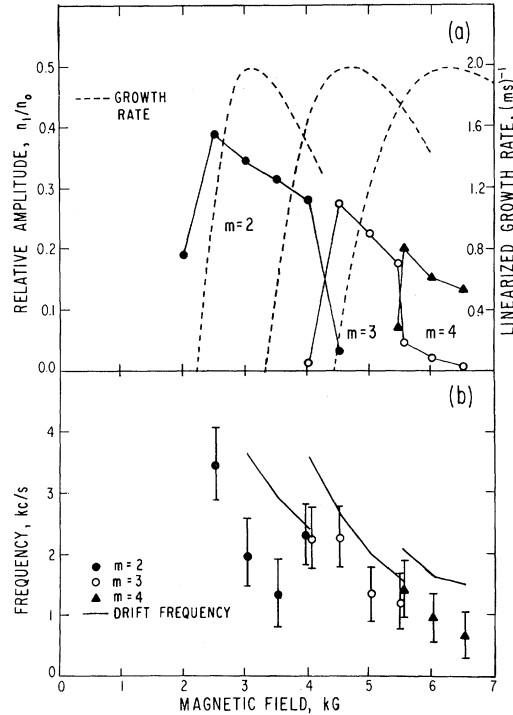 (a)
0.5
0.4
0.3
0.2
0.1
0.0
RELATIVE AMPLITUDE, n₁/n₀
---- GROWTH
RATE
m=2
m=3
m=4
2.0
1.6
1.2
0.8
0.4
LINEARIZED GROWTH RATE, (ms)⁻¹
(b)
4
3
2
1
0
FREQUENCY, kc/s
● m=2
○ m=3
▲ m=4
— DRIFT FREQUENCY
0 1 2 3 4 5 6 7
MAGNETIC FIELD, kG